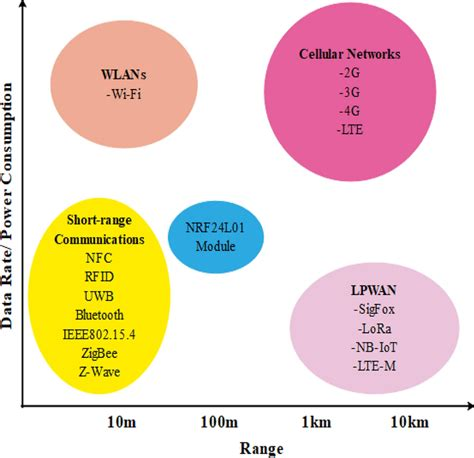 Data Rate/ Power Consumption
WLANs
-Wi-Fi
Cellular Networks
-2G
-3G
-4G
-LTE
Short-range
Communications
NFC
RFID
UWB
Bluetooth
IEEE802.15.4
ZigBee
Z-Wave
NRF24L01
Module
LPWAN
-SigFox
-LoRa
-NB-IoT
-LTE-M
10m 100m 1km 10km
Range